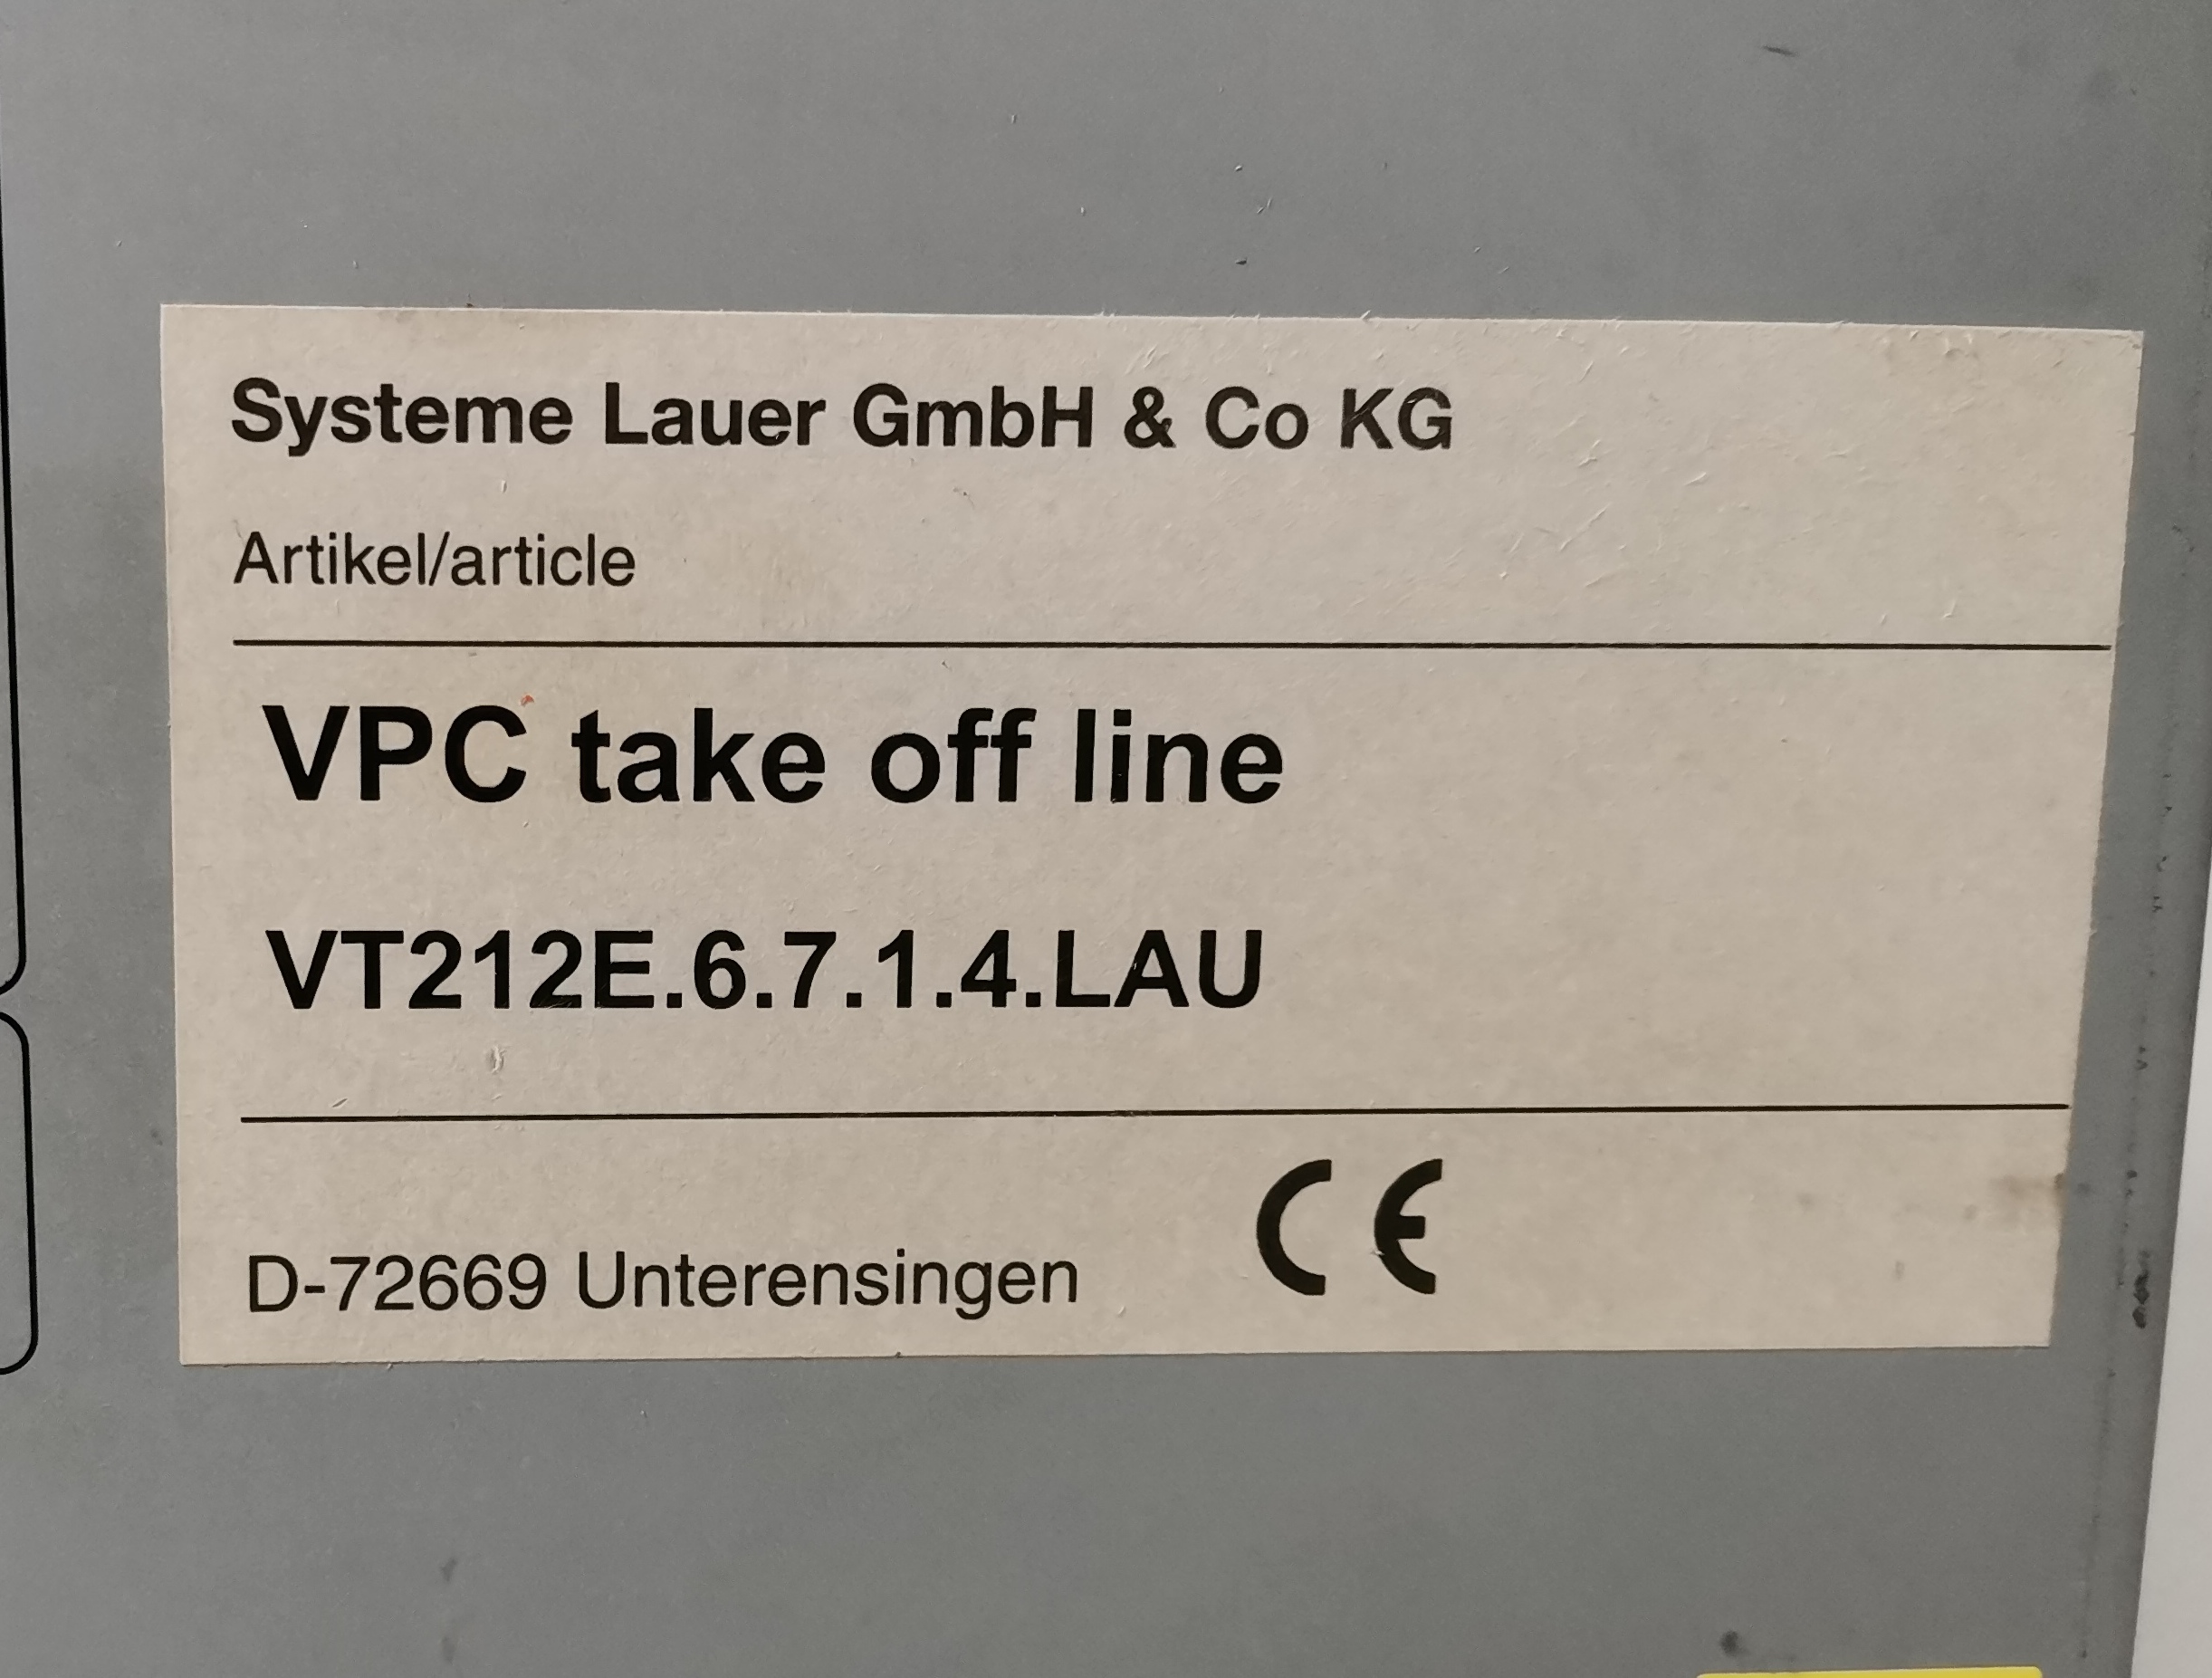 Systeme Lauer GmbH & Co KG
Artikel/article
VPC take off line
VT212E.6.7.1.4.LAU
D-72669 Unterensingen CE